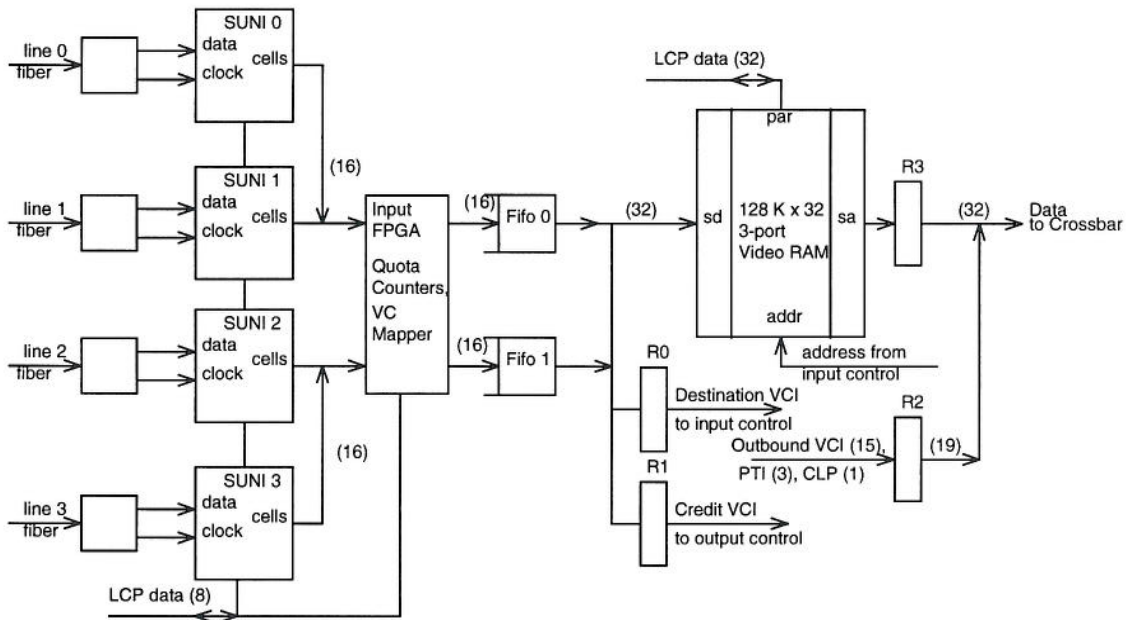 SUNI 0
line 0
fiber
data
clock
cells
LCP data (32)
par
(16)
SUNI 1
line 1
fiber
data
clock
cells
Input
FPGA
Quota
Counters,
VC
Mapper
(16)
Fifo 0
(32)
sd
128 K x 32
3-port
Video RAM
sa
R3
(32)
Data
to Crossbar
addr
SUNI 2
line 2
fiber
data
clock
cells
(16)
Fifo 1
address from
input control
R0
Destination VCI
to input control
R2
Outbound VCI (15),
PTI (3), CLP (1)
(19)
(16)
SUNI 3
line 3
fiber
data
clock
cells
R1
Credit VCI
to output control
LCP data (8)